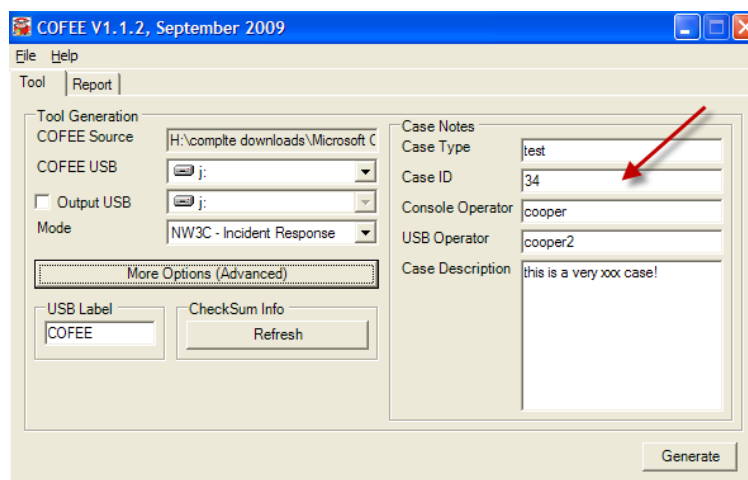 COFEE V1.1.2, September 2009
File Help
Tool Report
Tool Generation
COFEE Source H:\complte downloads\Microsoft C
COFEE USB j:
Output USB j:
Mode NW3C - Incident Response
More Options (Advanced)
USB Label
COFEE
CheckSum Info
Refresh
Case Notes
Case Type test
Case ID 34
Console Operator cooper
USB Operator cooper2
Case Description this is a very xxx case!
Generate